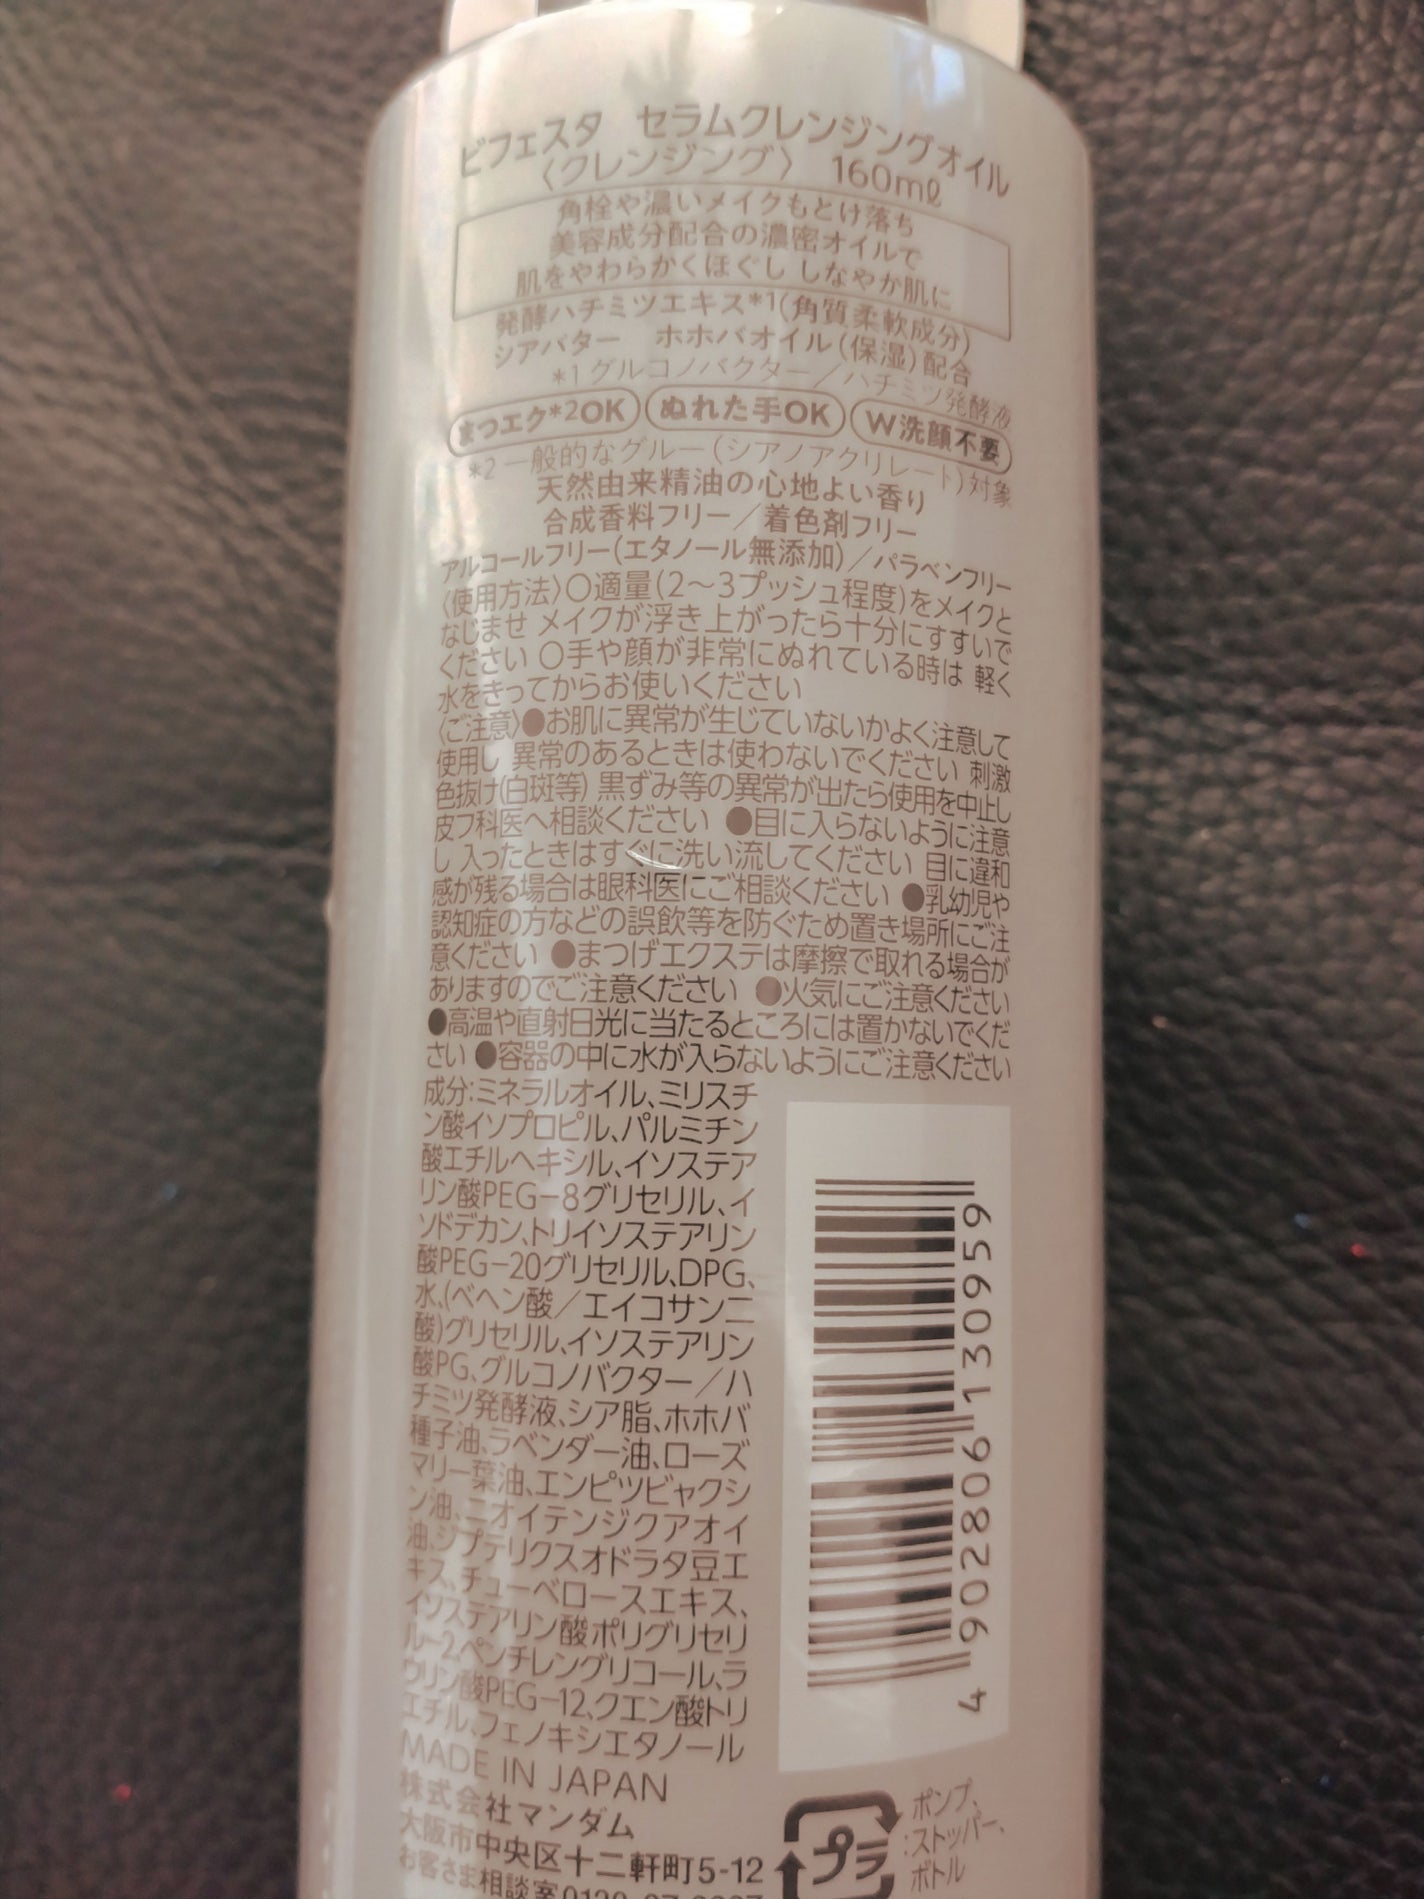 ビフェスタ　セラムクレンジングオイル
〈クレンジング〉 160mℓ
角栓や濃いメイクもとけ落ち
美容成分配合の濃密オイルで
肌をやわらかくほぐし しなやか肌に
発酵ハチミツエキス*1(角質柔軟成分)
シアバター　ホホバオイル(保湿)配合
*1 グルコノバクター／ハチミツ発酵液
まつエク*2OK ぬれた手OK W洗顔不要
*2 一般的なグルー(シアノアクリレート)対象
天然由来精油の心地よい香り
合成香料フリー／着色剤フリー
アルコールフリー(エタノール無添加)／パラベンフリー
〈使用方法〉〇適量(2～3プッシュ程度)をメイクと
なじませ メイクが浮き上がったら十分にすすいで
ください 〇手や顔が非常にぬれている時は 軽く
水をきってからお使いください
〈ご注意〉●お肌に異常が生じていないかよく注意して
使用し 異常のあるときは使わないでください 刺激
色抜け(白斑等) 黒ずみ等の異常が出たら使用を中止し
皮フ科医へ相談ください ●目に入らないように注意
し 入ったときはすぐに洗い流してください 目に違和
感が残る場合は眼科医にご相談ください ●乳幼児や
認知症の方などの誤飲等を防ぐため置き場所にご注
意ください ●まつげエクステは摩擦で取れる場合が
ありますのでご注意ください ●火気にご注意ください
●高温や直射日光に当たるところには置かないでくだ
さい ●容器の中に水が入らないようにご注意ください
成分:ミネラルオイル、ミリスチ
ン酸イソプロピル、パルミチン
酸エチルヘキシル、イソステア
リン酸PEG－8グリセリル、イ
ソドデカン、トリイソステアリン
酸PEG－20グリセリル、DPG、
水、(ベヘン酸／エイコサン二
酸)グリセリル、イソステアリン
酸PG、グルコノバクター／ハ
チミツ発酵液、シア脂、ホホバ
種子油、ラベンダー油、ローズ
マリー葉油、エンピツビャクシ
ン油、ニオイテンジクアオイ
油、ジプテリクスオドラタ豆エ
キス、チューベロースエキス、
イソステアリン酸ポリグリセリ
ル－2、ペンチレングリコール、ラ
ウリン酸PEG－12、クエン酸トリ
エチル、フェノキシエタノール
MADE IN JAPAN
株式会社マンダム
大阪市中央区十二軒町5-12
お客さま相談室
4 902806 130959
プラ
ポンプ、
:ストッパー、
ボトル